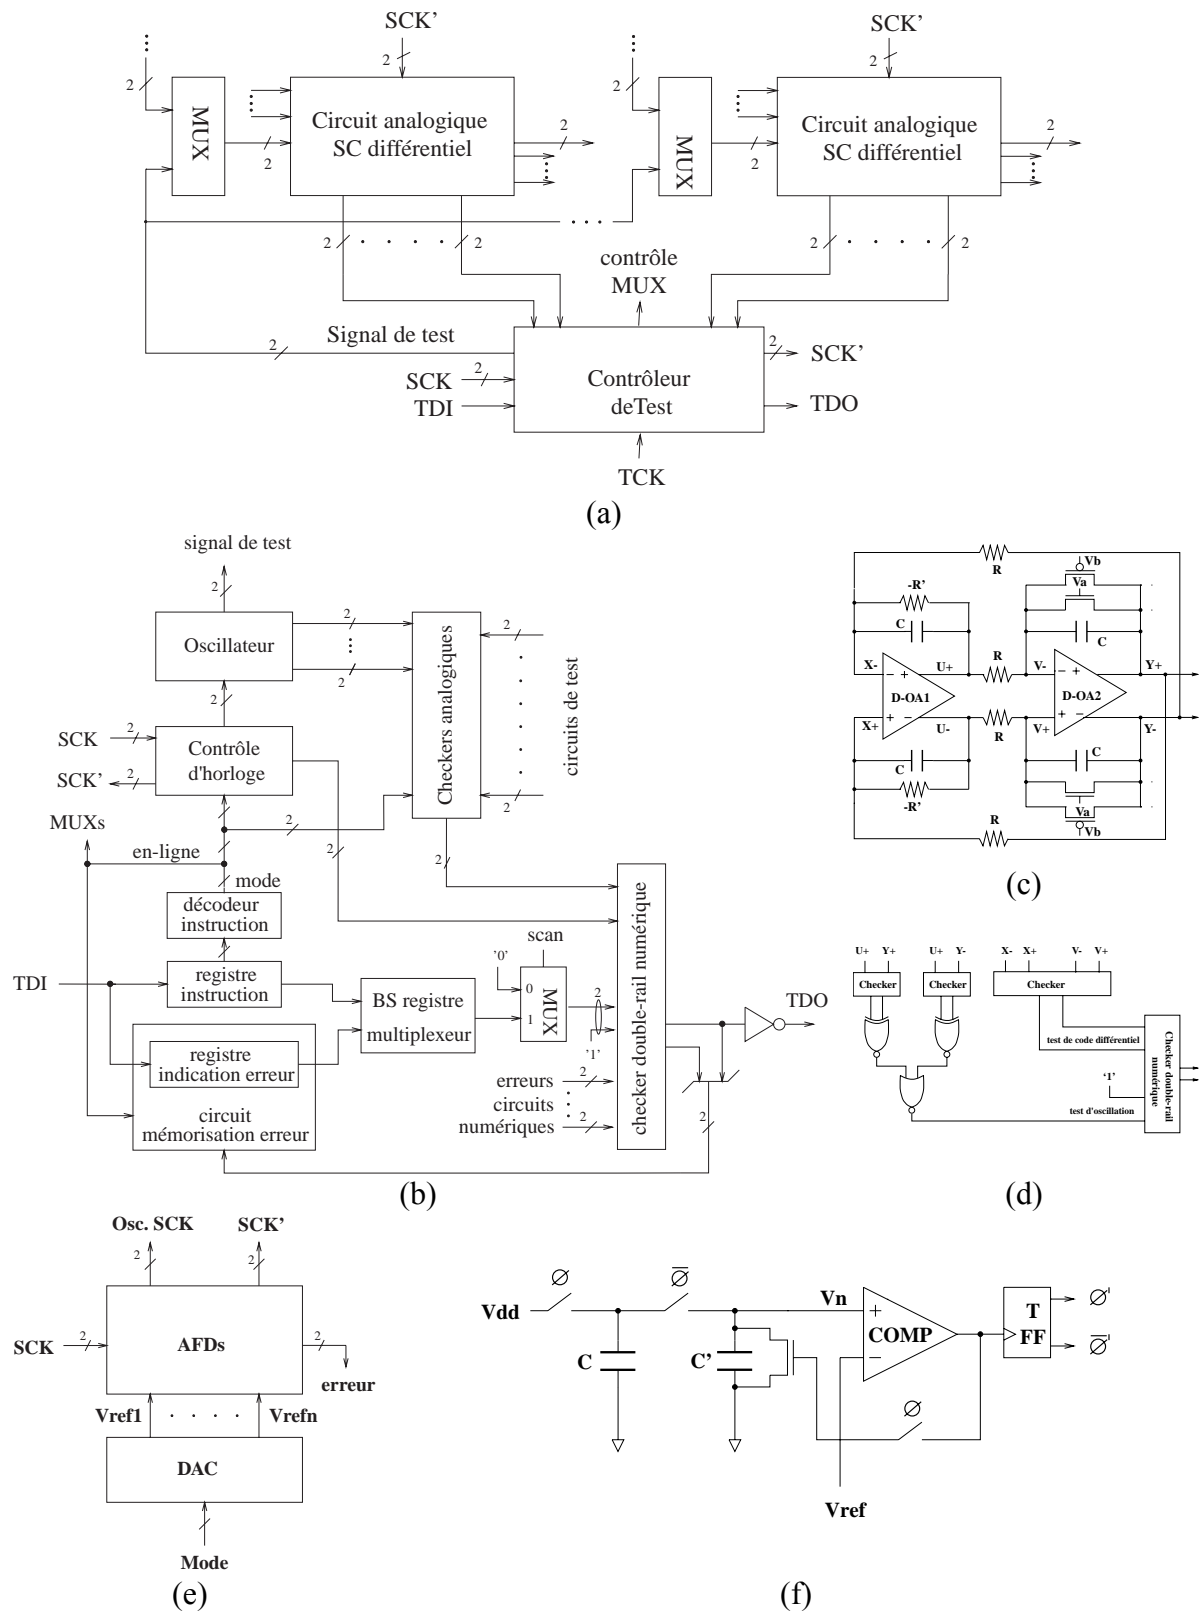 SCK’ SCK’
2 2 2 2
MUX Circuit analogique MUX Circuit analogique
SC différentiel SC différentiel
2 2 2 2
2 2 2 2
contrôle
MUX
Signal de test
2 2 SCK’
SCK 2 Contrôleur
TDI deTest TDO
TCK
(a)
signal de test
2
Oscillateur 2 2
2
Checkers analogiques
circuits de test
2
SCK 2 Contrôle
SCK’ 2 d'horloge
2 2
MUXs
en-ligne 2 2
mode
décodeur
instruction
scan
TDI registre '0'
instruction BS registre 0 MUX 2
multiplexeur 1
'1'
registre
indication erreur
erreurs 2
circuit circuits
mémorisation erreur numériques 2
checker double-rail numérique
TDO
2
(b)
R Vb
-R' Va
C C
X- U+ R V- Y+
D-OA1 D-OA2
X+ U- R V+ Y-
C C
-R' Va
R Vb
(c)
U+ Y+ U+ Y- X- X+ V- V+
Checker Checker Checker
test de code différentiel
‘1’
test d'oscillation
Checker double-rail
numérique
(d)
Osc. SCK SCK’
2 2
SCK 2 AFDs 2
erreur
Vref1 Vrefn
DAC
Mode
(e)
∅ ∅̅
Vdd Vn + T ∅'
COMP FF
C C’ − ∅̅'
∅
Vref
(f)